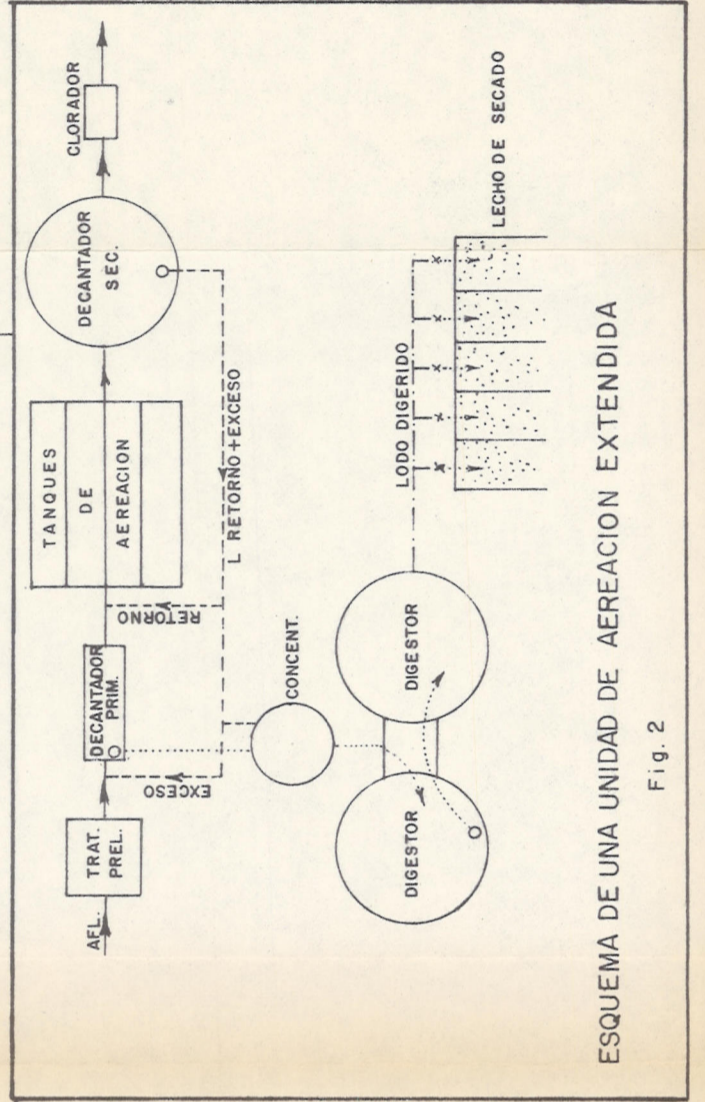 AFL.
TRAT.
PREL.
EXCESO
DECANTADOR
PRIM.
RETORNO
TANQUES
DE
AEREACION
DECANTADOR
SEC.
CLORADOR
L RETORNO+EXCESO
CONCENT.
DIGESTOR
DIGESTOR
LODO DIGERIDO
LECHO DE SECADO
ESQUEMA DE UNA UNIDAD DE AEREACION EXTENDIDA
Fig. 2